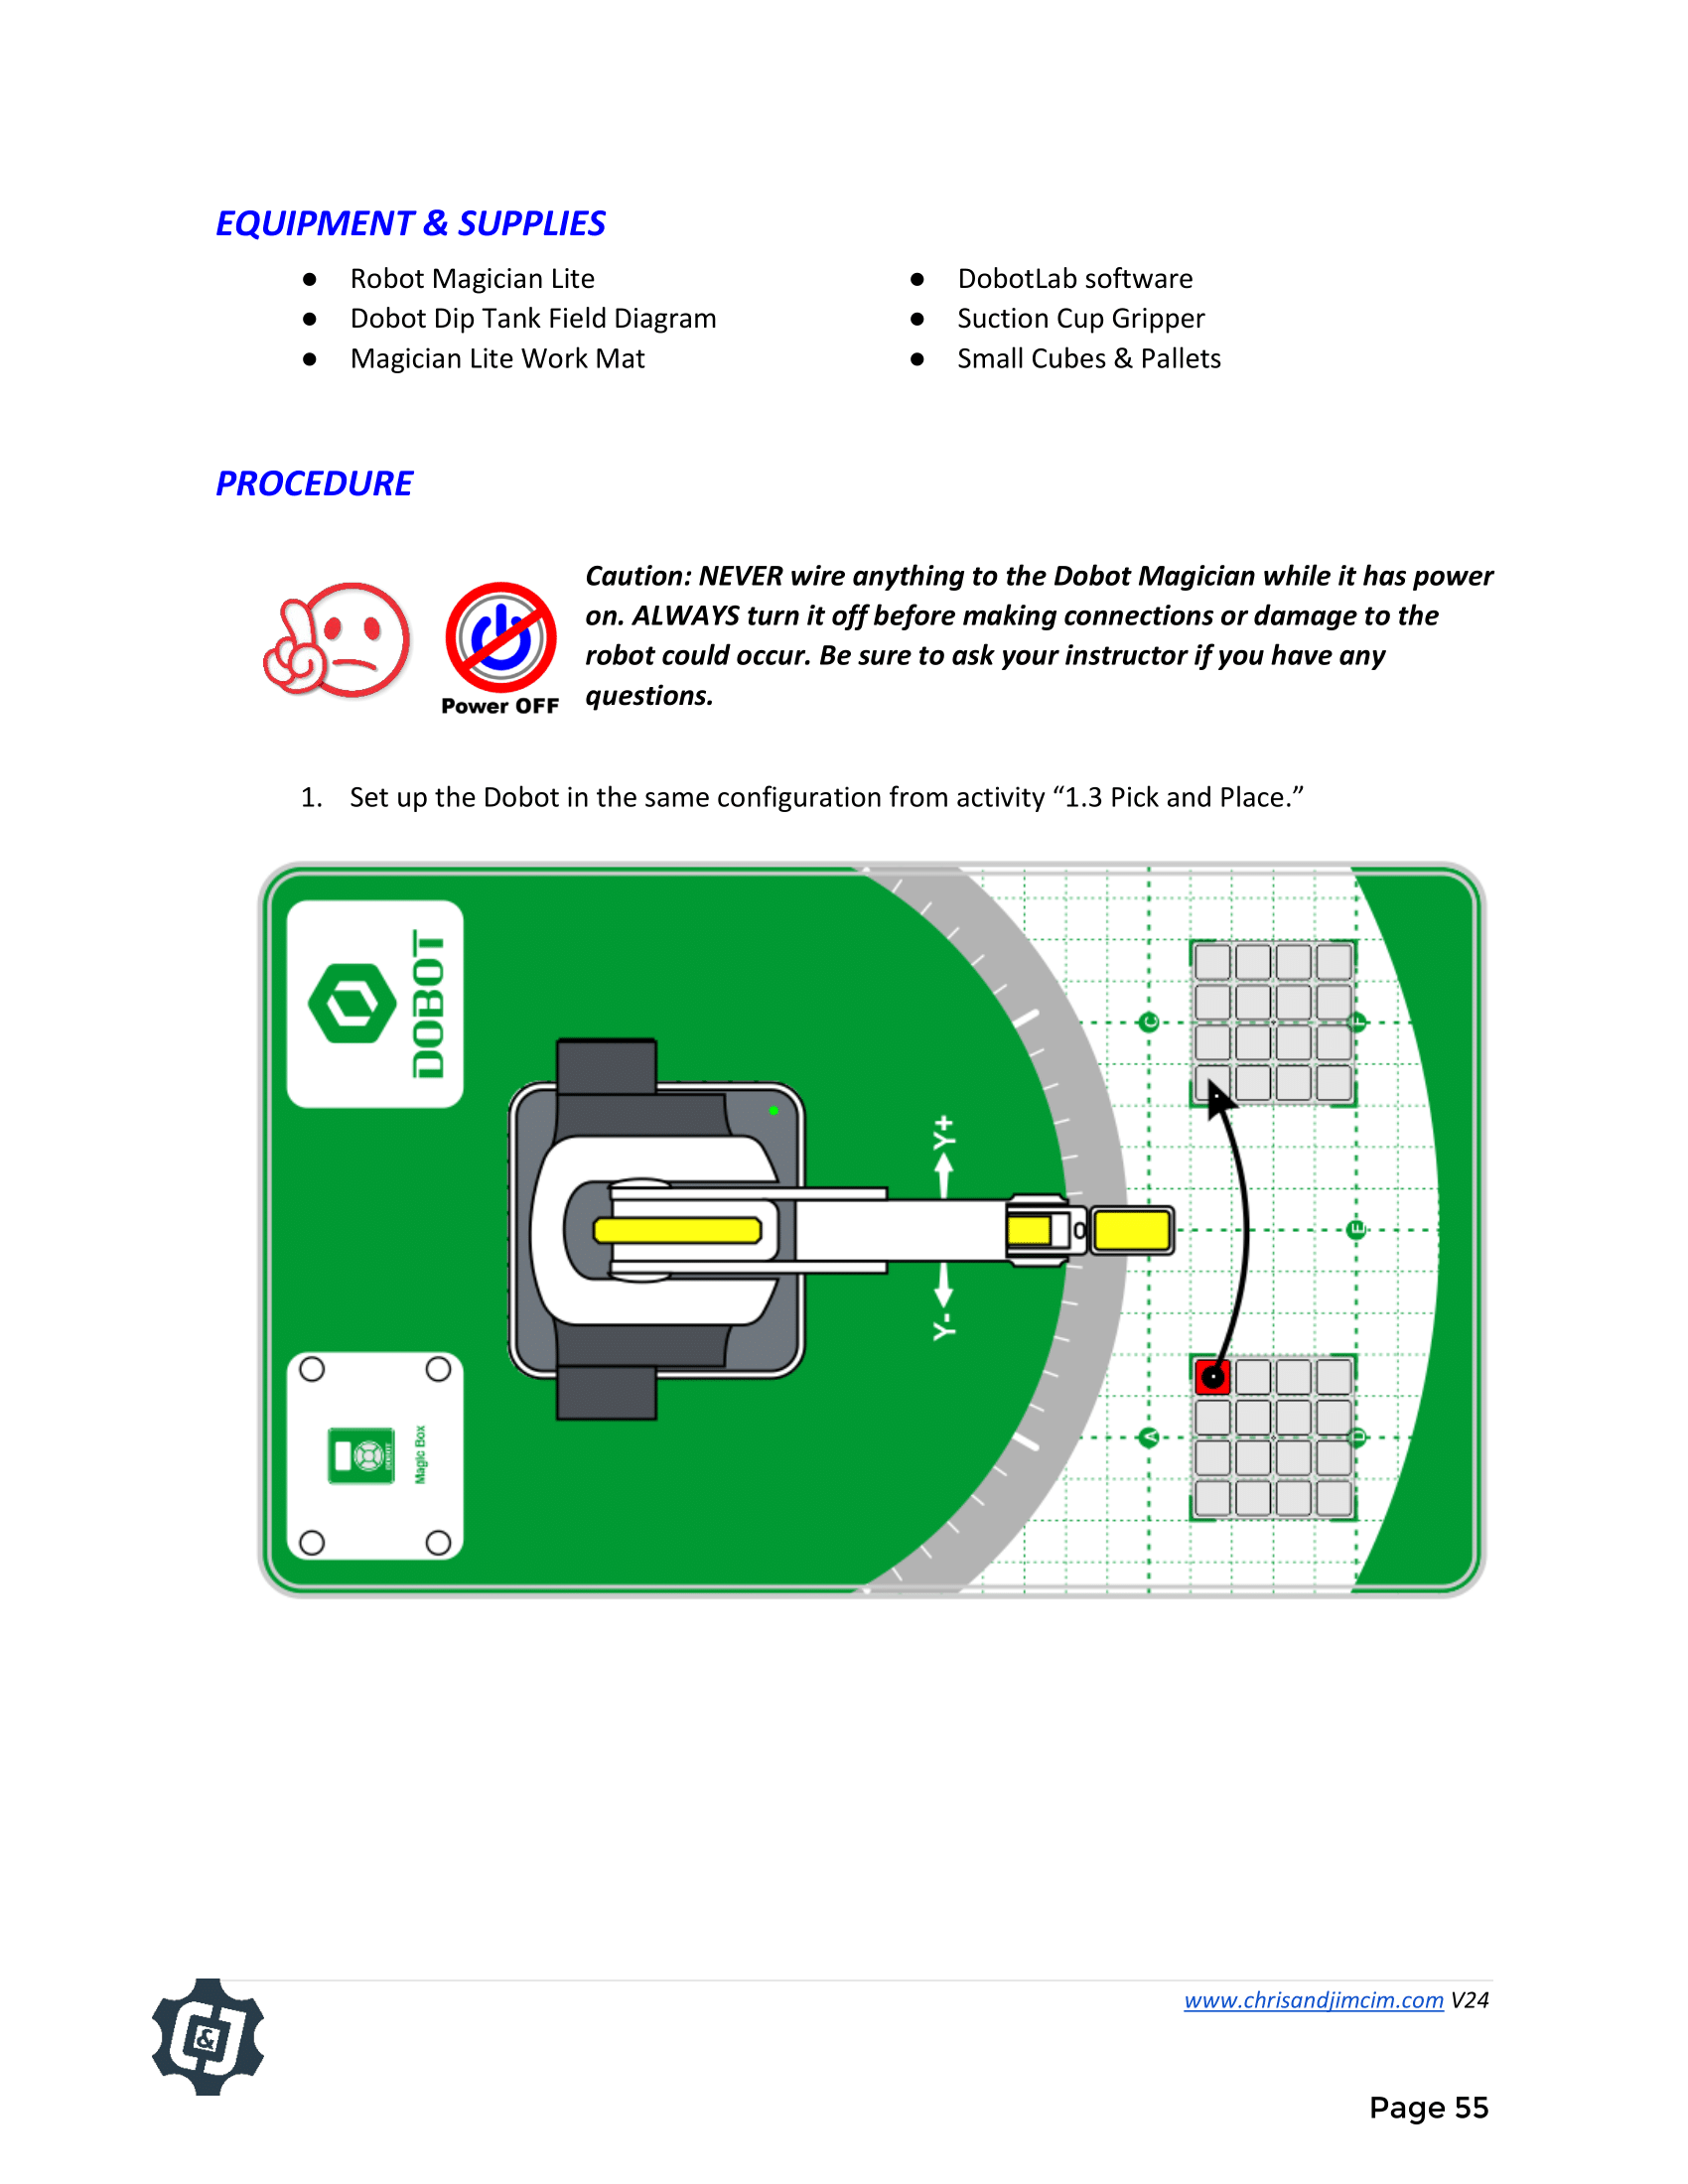 EQUIPMENT & SUPPLIES
● Robot Magician Lite
● Dobot Dip Tank Field Diagram
● Magician Lite Work Mat
● DobotLab software
● Suction Cup Gripper
● Small Cubes & Pallets
PROCEDURE
Power OFF
Caution: NEVER wire anything to the Dobot Magician while it has power
on. ALWAYS turn it off before making connections or damage to the
robot could occur. Be sure to ask your instructor if you have any
questions.
1. Set up the Dobot in the same configuration from activity “1.3 Pick and Place.”
DOBOT
Magic Box
Y+
Y-
C
F
E
A
D
&
www.chrisandjimcim.com V24
Page 55